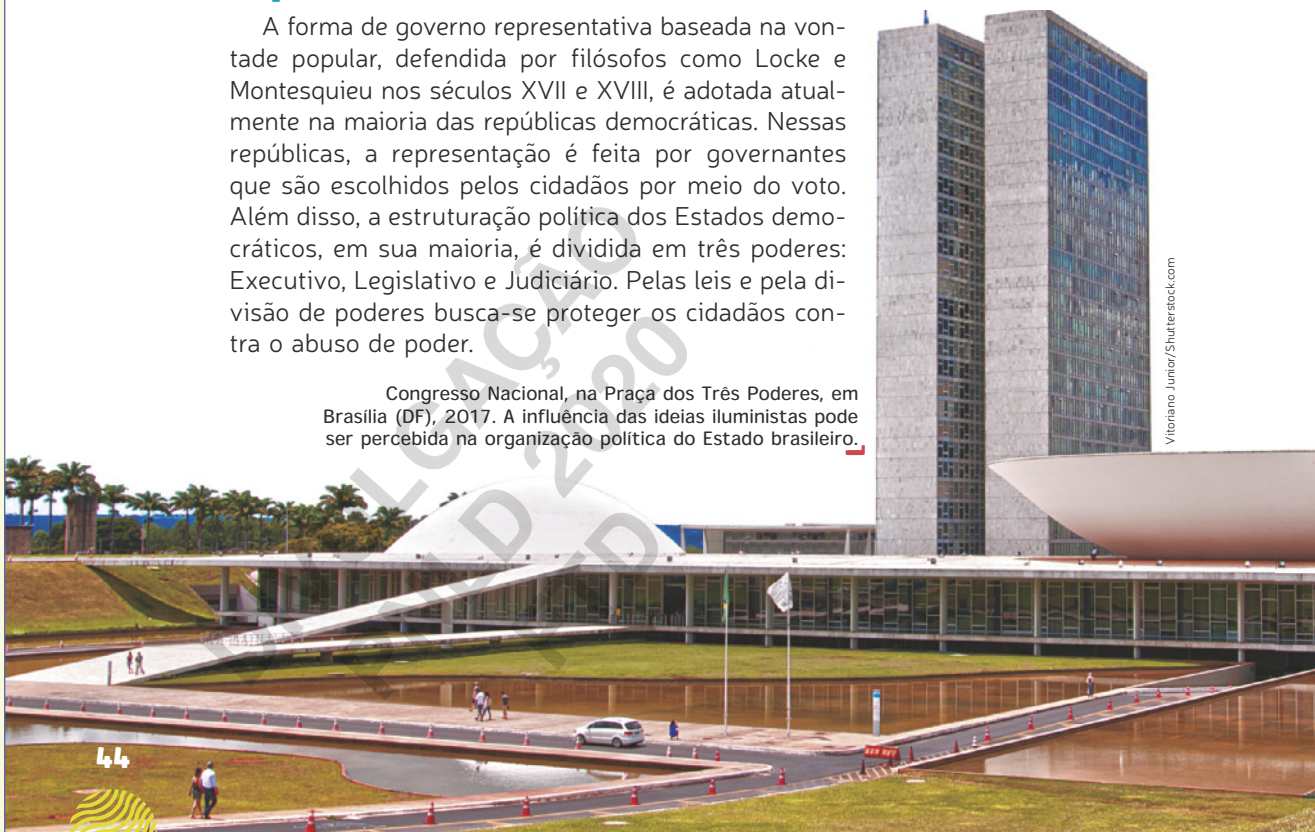 A forma de governo representativa baseada na von-
tade popular, defendida por filósofos como Locke e
Montesquieu nos séculos XVII e XVIII, é adotada atual-
mente na maioria das repúblicas democráticas. Nessas
repúblicas, a representação é feita por governantes
que são escolhidos pelos cidadãos por meio do voto.
Além disso, a estruturação política dos Estados demo-
cráticos, em sua maioria, é dividida em três poderes:
Executivo, Legislativo e Judiciário. Pelas leis e pela di-
visão de poderes busca-se proteger os cidadãos con-
tra o abuso de poder.
Congresso Nacional, na Praça dos Três Poderes, em
Brasília (DF), 2017. A influência das ideias iluministas pode
ser percebida na organização política do Estado brasileiro.
Vitoriano Junior/Shutterstock.com
DIVULGAÇÃO
PNLD 2020
FTD
44